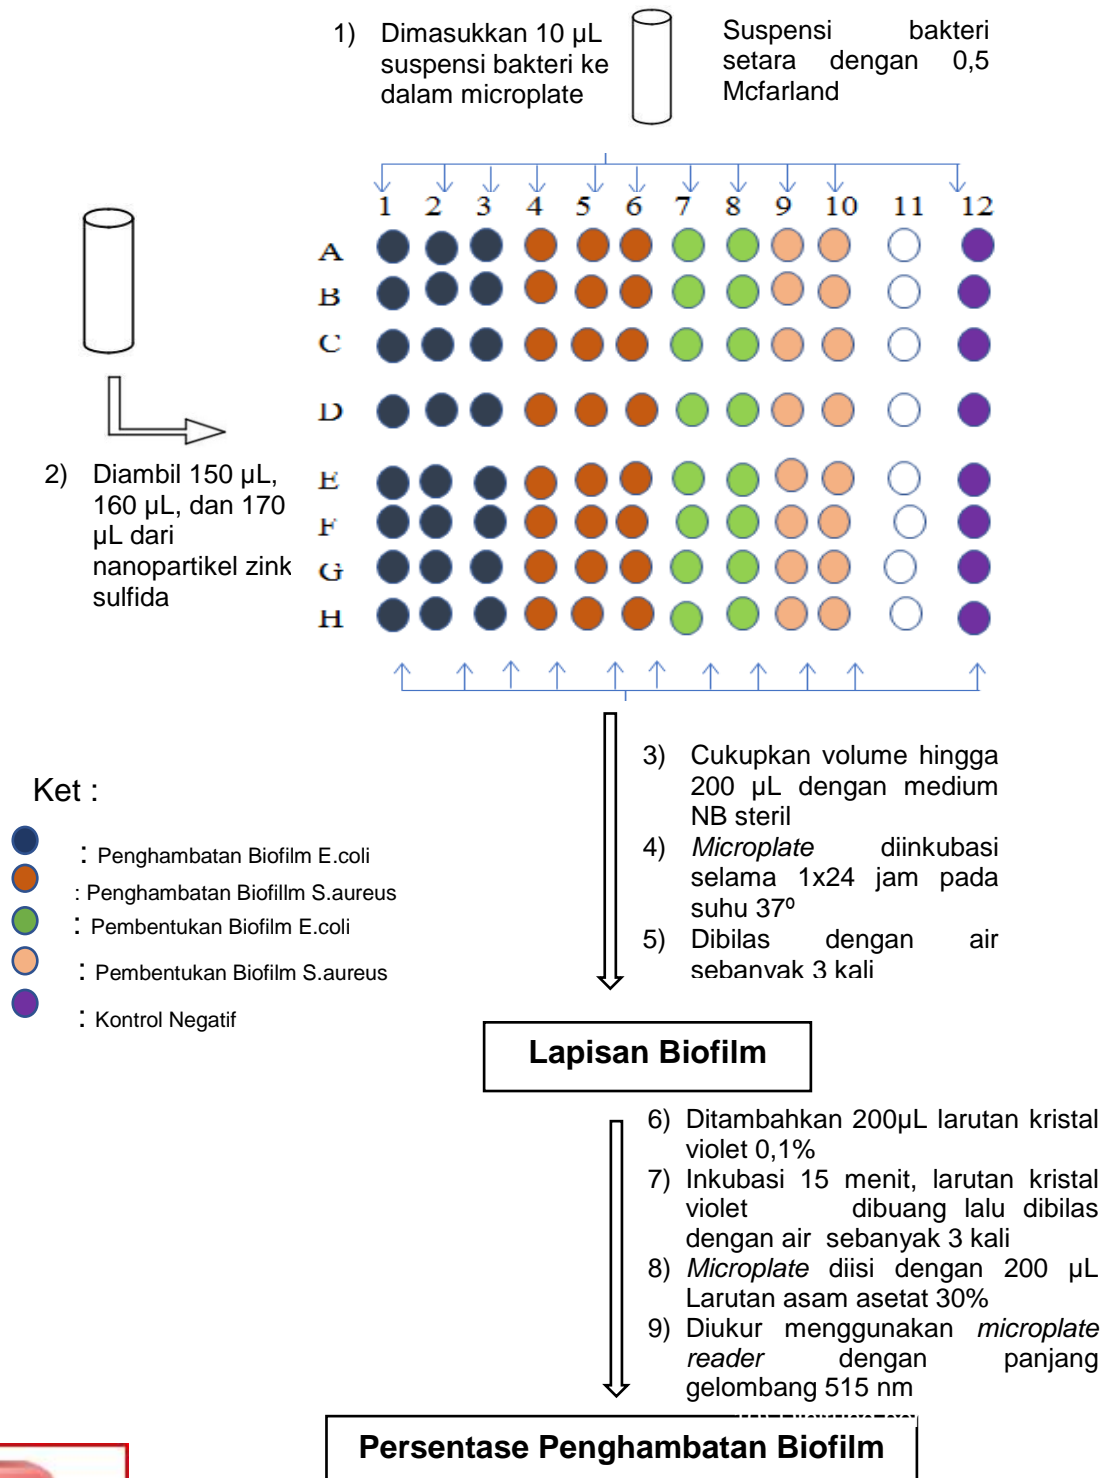 1) Dimasukkan 10 µL
suspensi bakteri ke
dalam microplate
Suspensi bakteri
setara dengan 0,5
Mcfarland
1 2 3 4 5 6 7 8 9 10 11 12
A
B
C
D
E
F
G
H
2) Diambil 150 µL,
160 µL, dan 170
µL dari
nanopartikel zink
sulfida
3) Cukupkan volume hingga
200 µL dengan medium
NB steril
4) Microplate diinkubasi
selama 1x24 jam pada
suhu 37º
5) Dibilas dengan air
sebanyak 3 kali
Ket :
: Penghambatan Biofilm E.coli
: Penghambatan Biofillm S.aureus
: Pembentukan Biofilm E.coli
: Pembentukan Biofilm S.aureus
: Kontrol Negatif
Lapisan Biofilm
6) Ditambahkan 200µL larutan kristal
violet 0,1%
7) Inkubasi 15 menit, larutan kristal
violet dibuang lalu dibilas
dengan air sebanyak 3 kali
8) Microplate diisi dengan 200 µL
Larutan asam asetat 30%
9) Diukur menggunakan microplate
reader dengan panjang
gelombang 515 nm
Persentase Penghambatan Biofilm